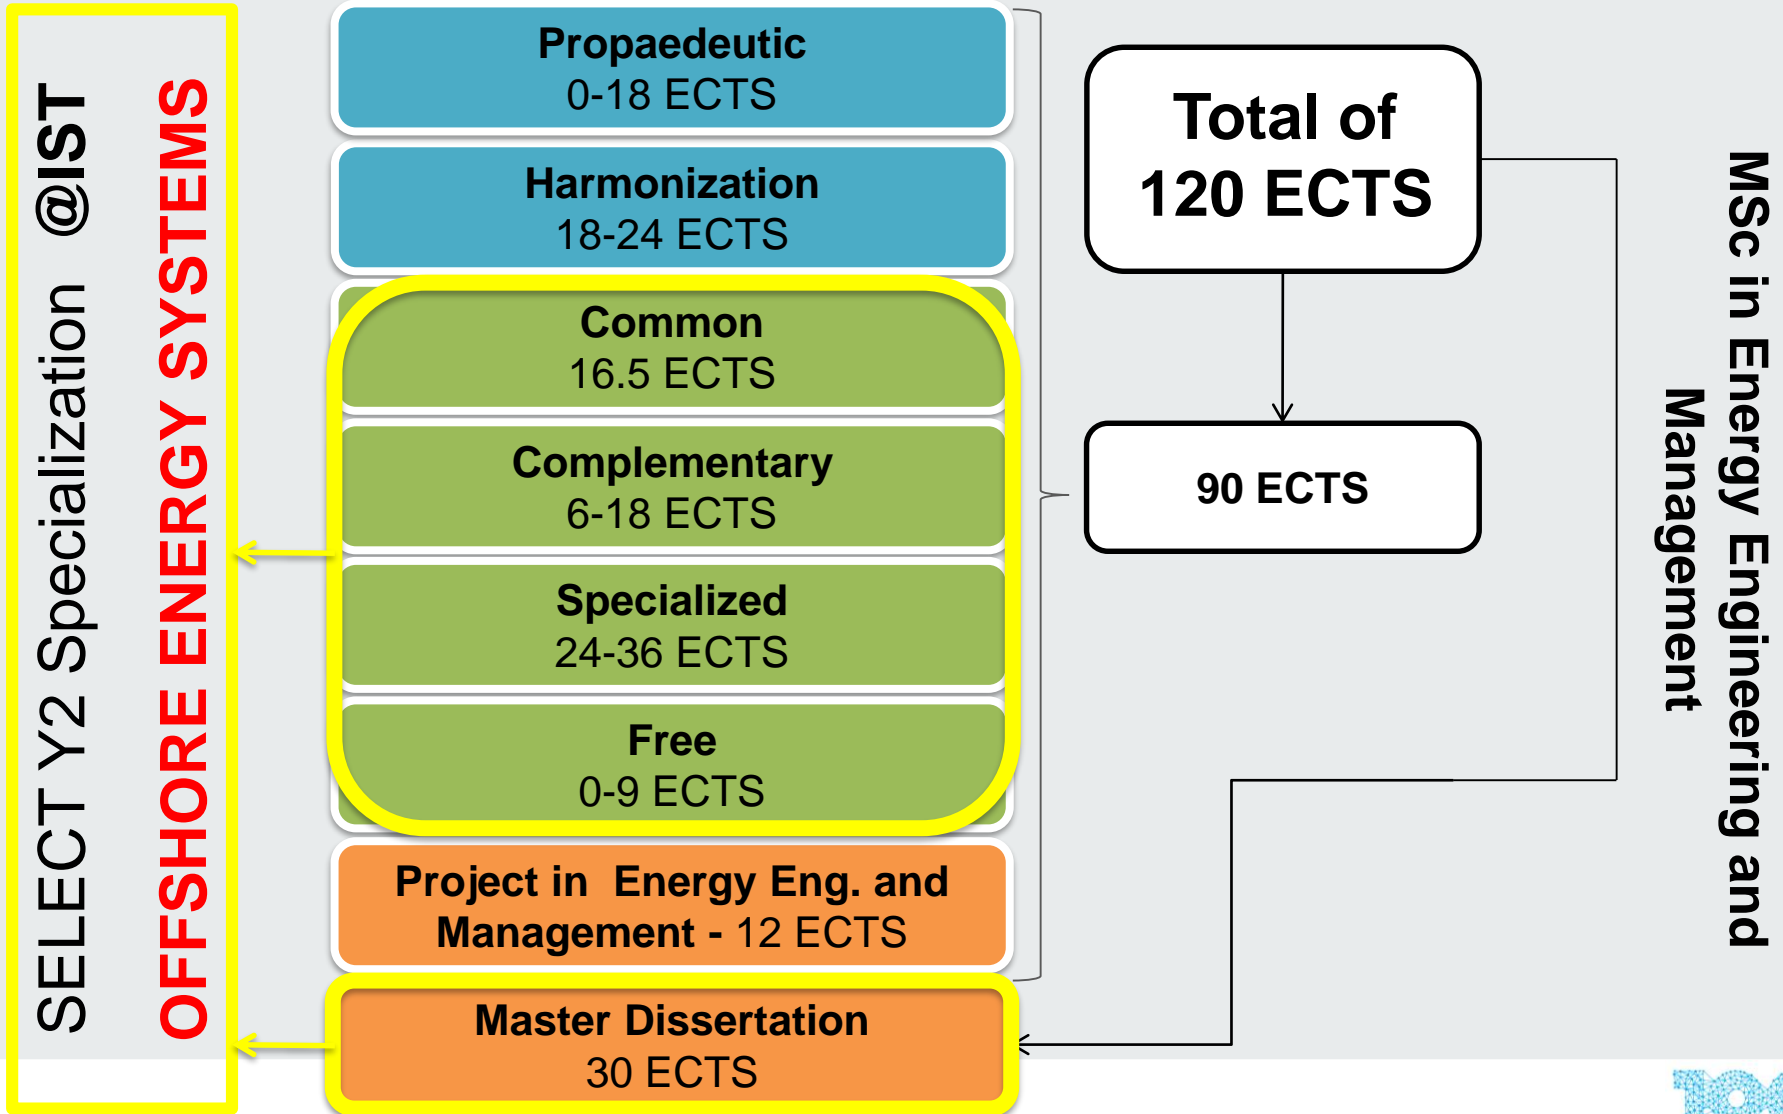 SELECT Y2 Specialization @IST
OFFSHORE ENERGY SYSTEMS
Propaedeutic
0-18 ECTS
Harmonization
18-24 ECTS
Common
16.5 ECTS
Complementary
6-18 ECTS
Specialized
24-36 ECTS
Free
0-9 ECTS
Project in Energy Eng. and
Management - 12 ECTS
Master Dissertation
30 ECTS
Total of
120 ECTS
90 ECTS
MSc in Energy Engineering and
Management